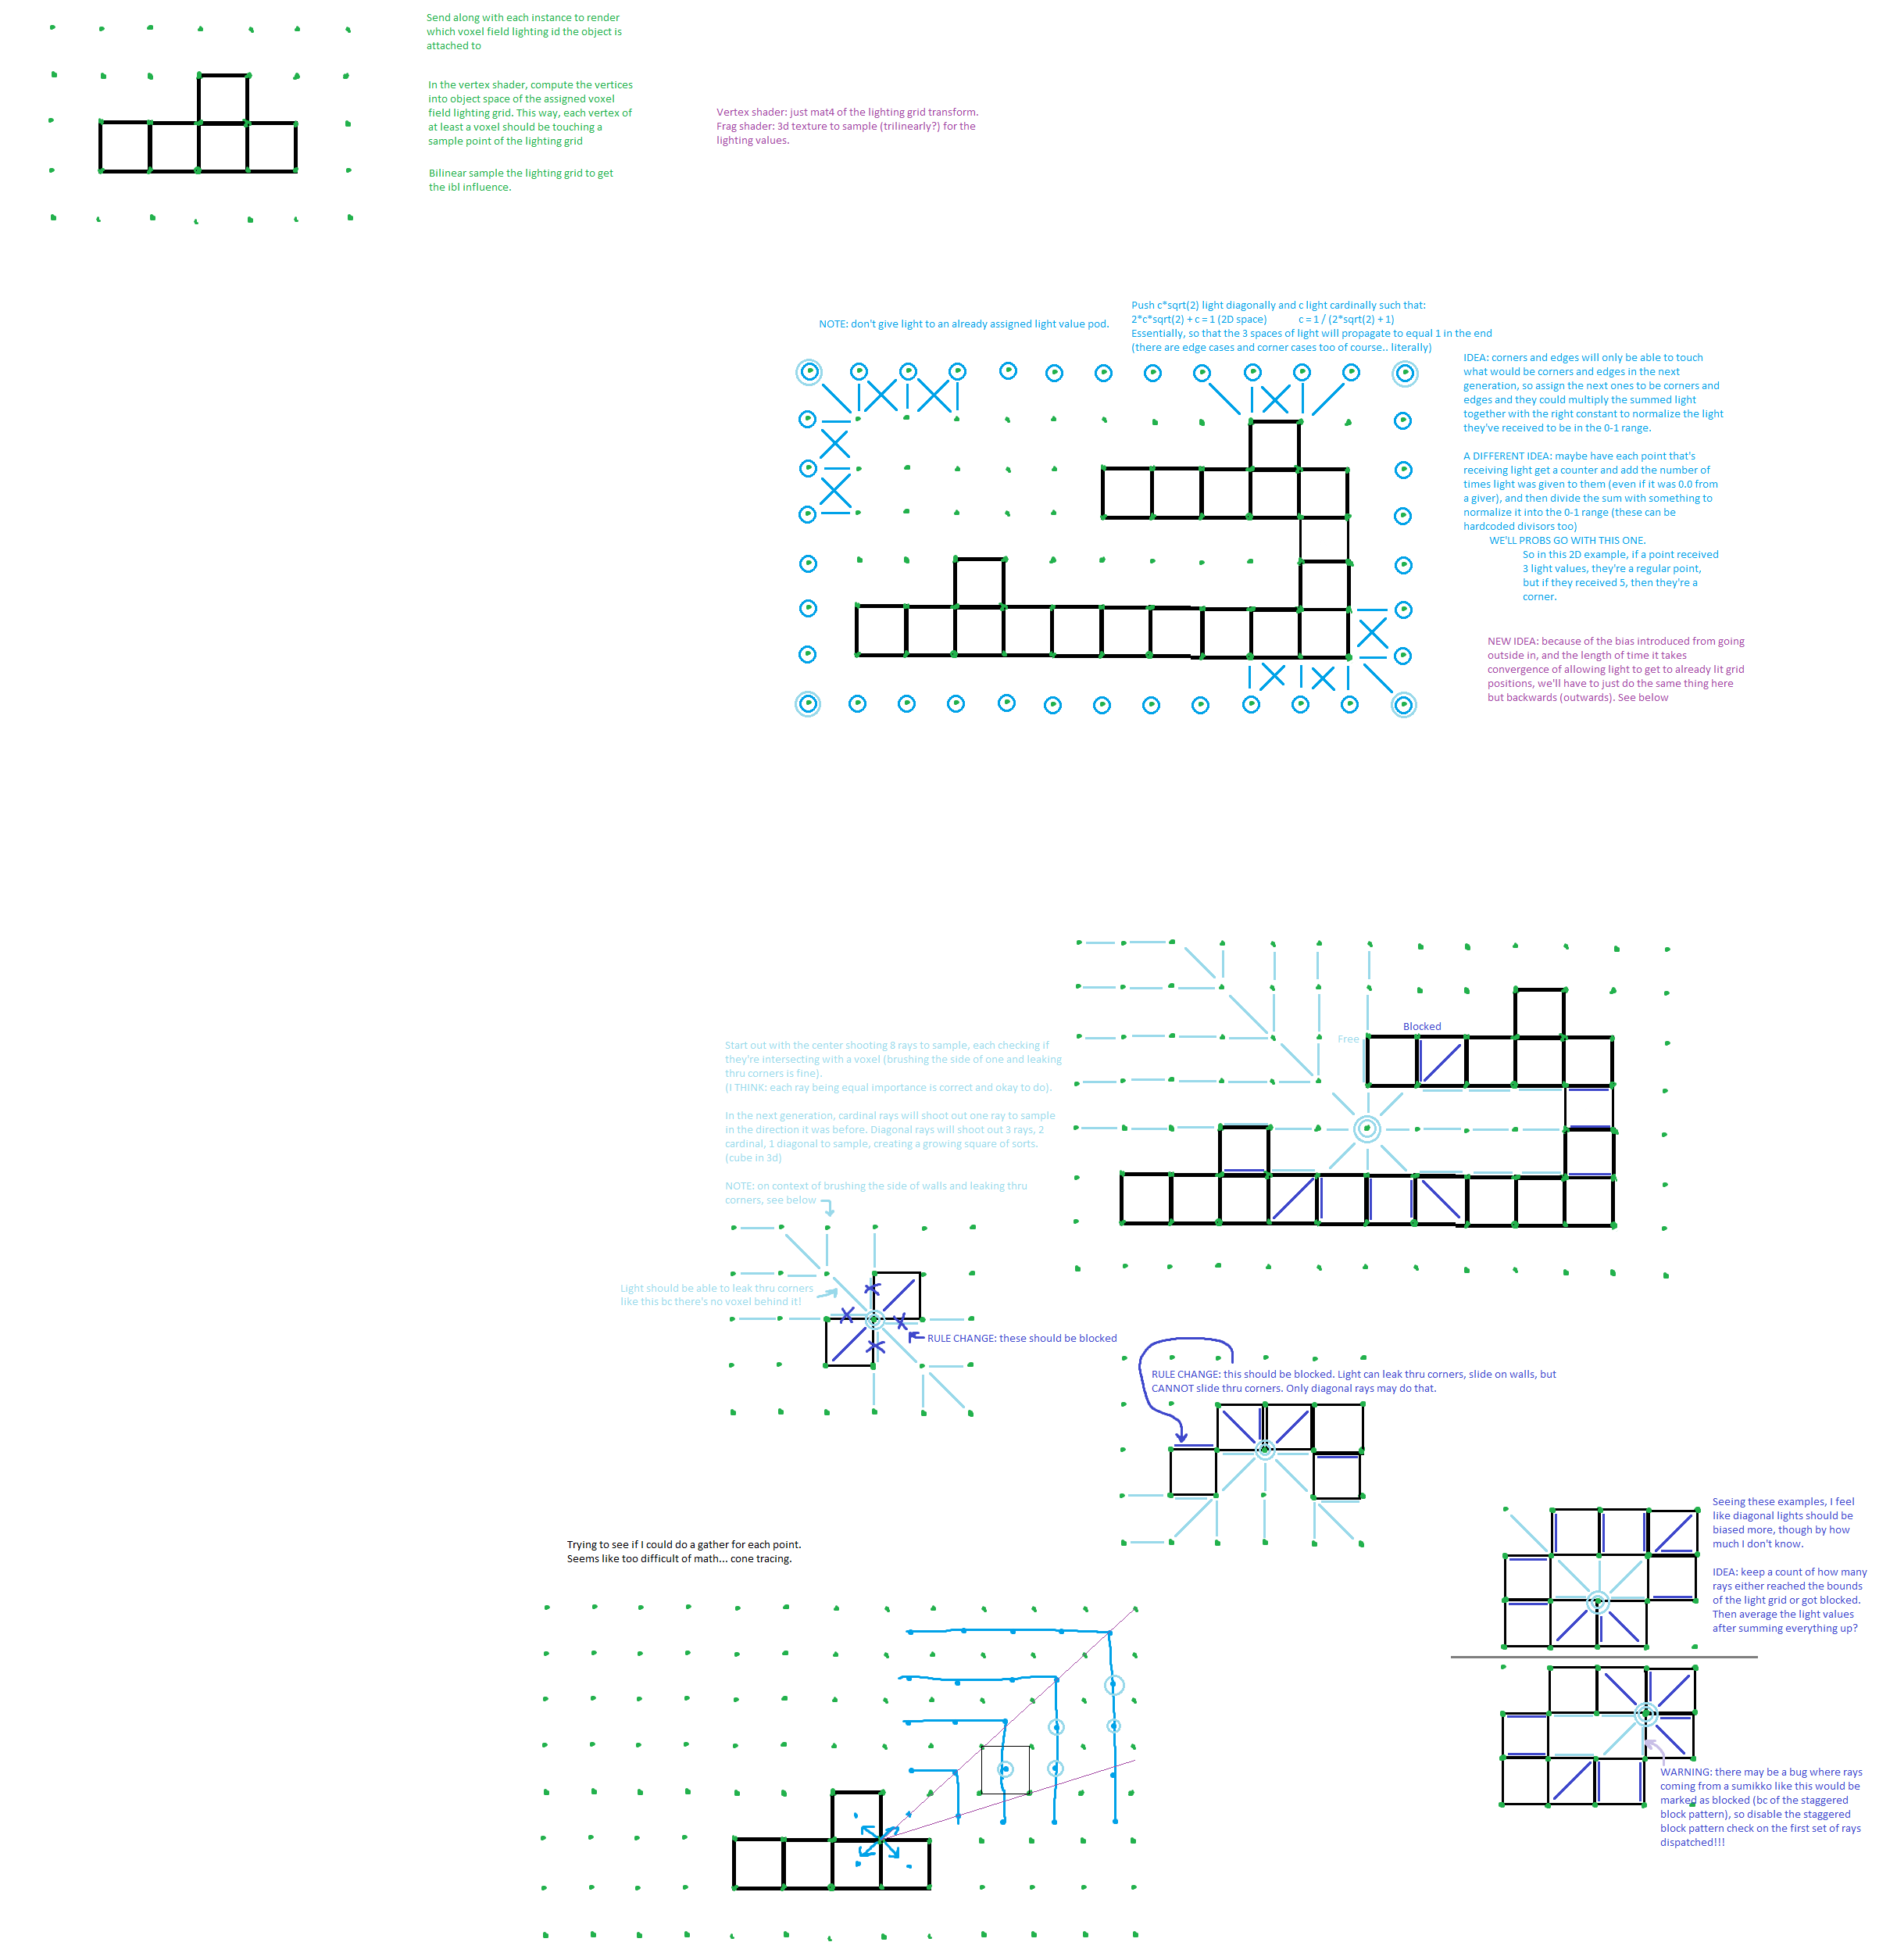 Send along with each instance to render
which voxel field lighting id the object is
attached to
In the vertex shader, compute the vertices
into object space of the assigned voxel
field lighting grid. This way, each vertex of
at least a voxel should be touching a
sample point of the lighting grid
Bilinear sample the lighting grid to get
the ibl influence.
Vertex shader: just mat4 of the lighting grid transform.
Frag shader: 3d texture to sample (trilinearly?) for the
lighting values.
NOTE: don't give light to an already assigned light value pod.
Push c*sqrt(2) light diagonally and c light cardinally such that:
2*c*sqrt(2) + c = 1 (2D space) c = 1 / (2*sqrt(2) + 1)
Essentially, so that the 3 spaces of light will propagate to equal 1 in the end
(there are edge cases and corner cases too of course.. literally)
IDEA: corners and edges will only be able to touch
what would be corners and edges in the next
generation, so assign the next ones to be corners and
edges and they could multiply the summed light
together with the right constant to normalize the light
they've received to be in the 0-1 range.
A DIFFERENT IDEA: maybe have each point that's
receiving light get a counter and add the number of
times light was given to them (even if it was 0.0 from
a giver), and then divide the sum with something to
normalize it into the 0-1 range (these can be
hardcoded divisors too)
WE'LL PROBS GO WITH THIS ONE.
So in this 2D example, if a point received
3 light values, they're a regular point,
but if they received 5, then they're a
corner.
NEW IDEA: because of the bias introduced from going
outside in, and the length of time it takes
convergence of allowing light to get to already lit grid
positions, we'll have to just do the same thing here
but backwards (outwards). See below
Blocked
Free
Start out with the center shooting 8 rays to sample, each checking if
they're intersecting with a voxel (brushing the side of one and leaking
thru corners is fine).
(I THINK: each ray being equal importance is correct and okay to do).
In the next generation, cardinal rays will shoot out one ray to sample
in the direction it was before. Diagonal rays will shoot out 3 rays, 2
cardinal, 1 diagonal to sample, creating a growing square of sorts.
(cube in 3d)
NOTE: on context of brushing the side of walls and leaking thru
corners, see below
Light should be able to leak thru corners
like this bc there's no voxel behind it!
RULE CHANGE: these should be blocked
RULE CHANGE: this should be blocked. Light can leak thru corners, slide on walls, but
CANNOT slide thru corners. Only diagonal rays may do that.
Seeing these examples, I feel
like diagonal lights should be
biased more, though by how
much I don't know.
IDEA: keep a count of how many
rays either reached the bounds
of the light grid or got blocked.
Then average the light values
after summing everything up?
WARNING: there may be a bug where rays
coming from a sumikko like this would be
marked as blocked (bc of the staggered
block pattern), so disable the staggered
block pattern check on the first set of rays
dispatched!!!
Trying to see if I could do a gather for each point.
Seems like too difficult of math... cone tracing.